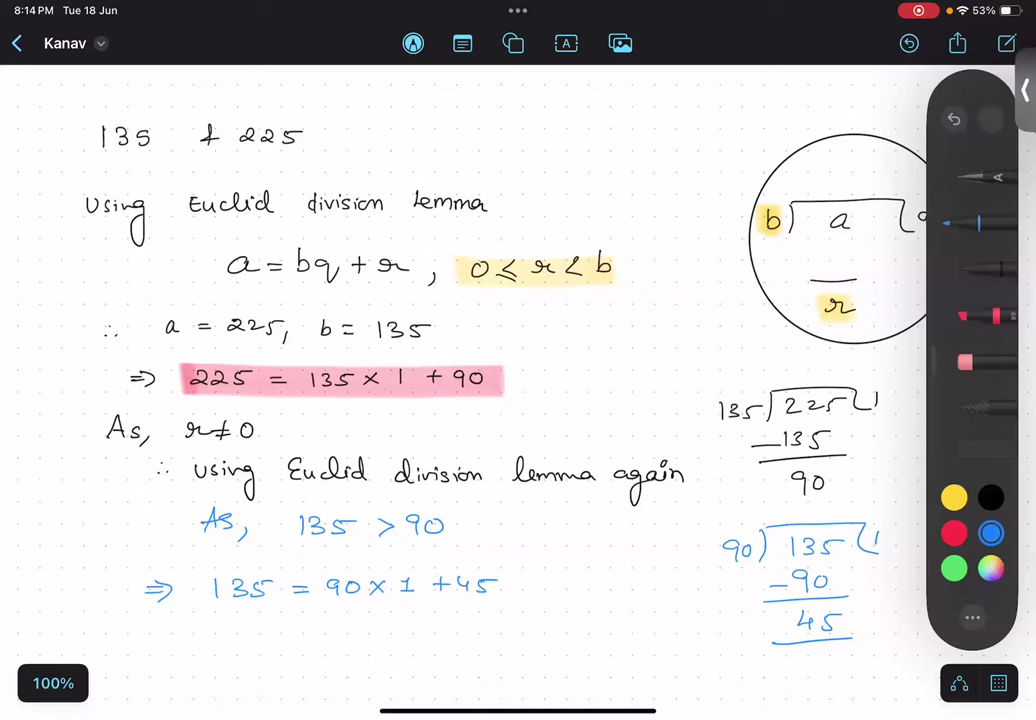 8:14 PM Tue 18 Jun
53%
Kanav
135 & 225
Using Euclid division lemma
a = bq + r, 0 ≤ r < b
∴ a = 225, b = 135
⇒ 225 = 135 × 1 + 90
As, r ≠ 0
∴ using Euclid division lemma again
As, 135 > 90
⇒ 135 = 90 × 1 + 45
b) a (
r
135) 225 (1
− 135
90
90) 135 (1
− 90
45
100%